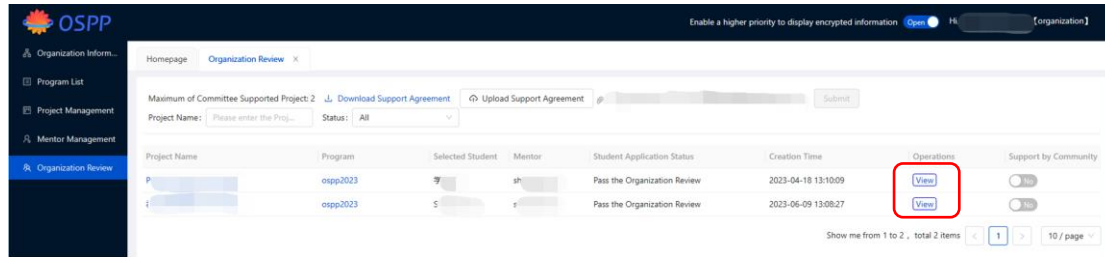 OSPP
Enable a higher priority to display encrypted information Open Hi, 【organization】
Organization Inform...
Program List
Project Management
Mentor Management
Organization Review
Homepage Organization Review ×
Maximum of Committee Supported Project: 2 Download Support Agreement Upload Support Agreement Submit
Project Name: Please enter the Proj... Status: All
Project Name Program Selected Student Mentor Student Application Status Creation Time Operations Support by Community
ospp2023 sh Pass the Organization Review 2023-04-18 13:10:09 View No
ospp2023 S s Pass the Organization Review 2023-06-09 13:08:27 View No
Show me from 1 to 2 , total 2 items < 1 > 10 / page